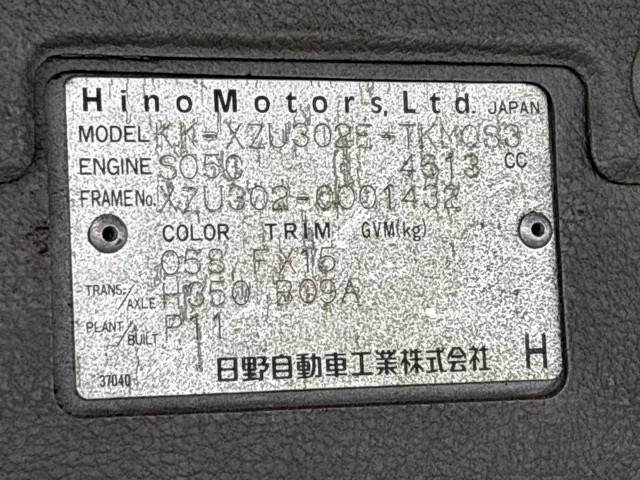 Hino Motors, Ltd. JAPAN
MODEL KK-XZU302E-TKMQS3
ENGINE S05C 4613 CC
FRAME No. XZU302-0001432
COLOR TRIM GVM(kg)
058 FX15
TRANS./AXLE H350 B09A
PLANT/BUILT P11
37040 日野自動車工業株式会社 H